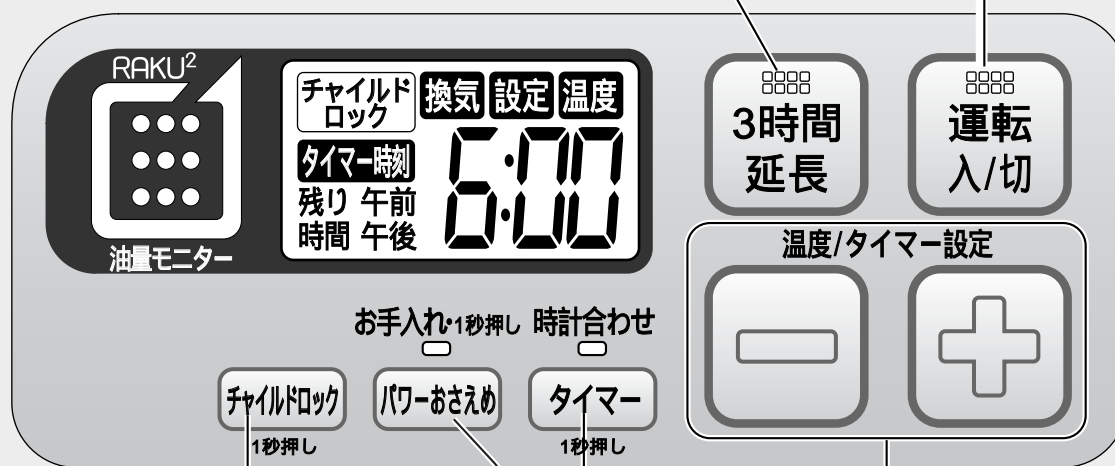 RAKU2
油量モニター
チャイルド
ロック
換気 設定 温度
タイマー時刻
残り 午前
時間 午後
6:00
3時間
延長
運転
入/切
温度/タイマー設定
お手入れ・1秒押し 時計合わせ
チャイルドロック
パワーおさえめ
タイマー
1秒押し
1秒押し